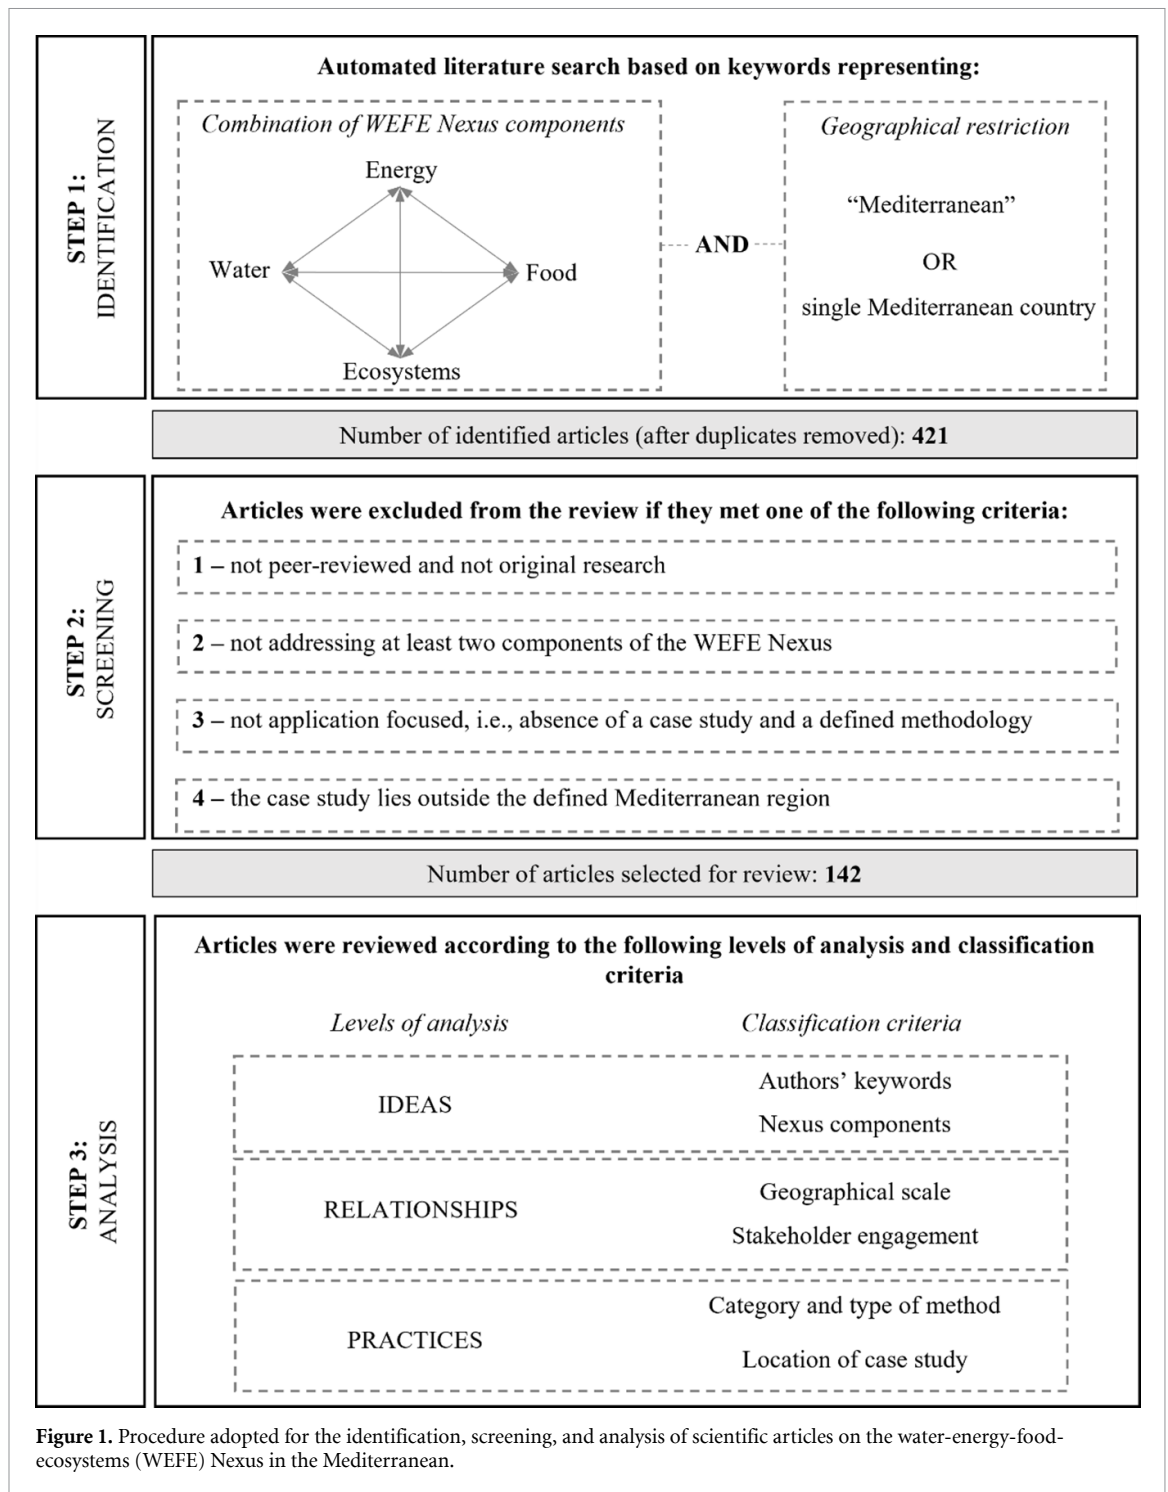 STEP 1:
IDENTIFICATION
Automated literature search based on keywords representing:
Combination of WEFE Nexus components
Energy
Water
Food
Ecosystems
AND
Geographical restriction
“Mediterranean”
OR
single Mediterranean country
Number of identified articles (after duplicates removed): 421
STEP 2:
SCREENING
Articles were excluded from the review if they met one of the following criteria:
1 – not peer-reviewed and not original research
2 – not addressing at least two components of the WEFE Nexus
3 – not application focused, i.e., absence of a case study and a defined methodology
4 – the case study lies outside the defined Mediterranean region
Number of articles selected for review: 142
STEP 3:
ANALYSIS
Articles were reviewed according to the following levels of analysis and classification
criteria
Levels of analysis
Classification criteria
IDEAS
Authors’ keywords
Nexus components
RELATIONSHIPS
Geographical scale
Stakeholder engagement
PRACTICES
Category and type of method
Location of case study
Figure 1. Procedure adopted for the identification, screening, and analysis of scientific articles on the water-energy-food-
ecosystems (WEFE) Nexus in the Mediterranean.